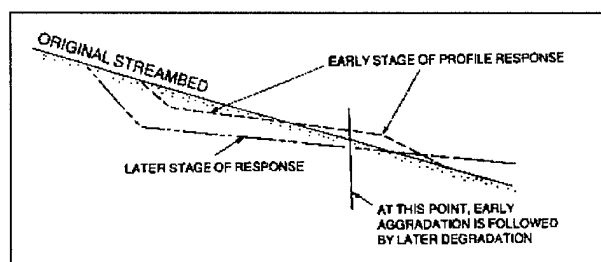 ORIGINAL STREAMBED
EARLY STAGE OF PROFILE RESPONSE
LATER STAGE OF RESPONSE
AT THIS POINT, EARLY
AGGRADATION IS FOLLOWED
BY LATER DEGRADATION